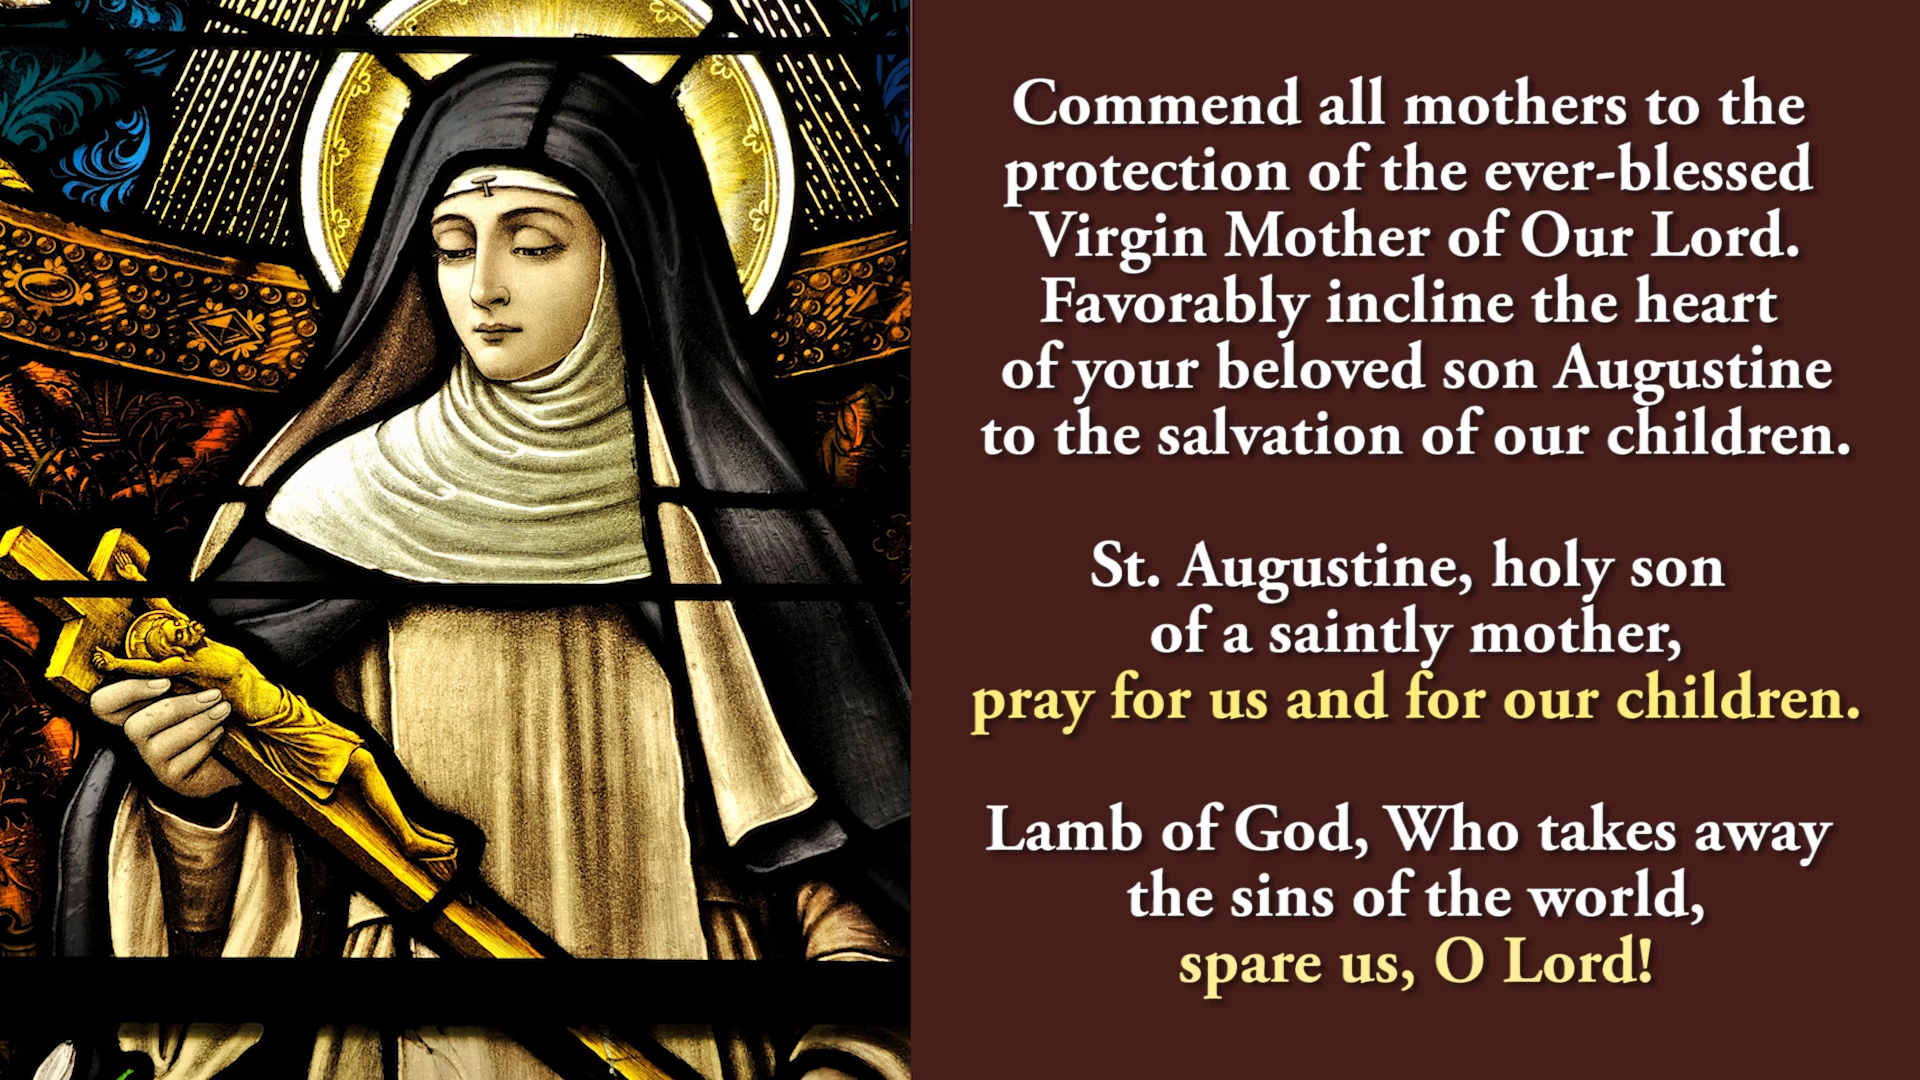 Commend all mothers to the
protection of the ever-blessed
Virgin Mother of Our Lord.
Favorably incline the heart
of your beloved son Augustine
to the salvation of our children.
St. Augustine, holy son
of a saintly mother,
pray for us and for our children.
Lamb of God, Who takes away
the sins of the world,
spare us, O Lord!